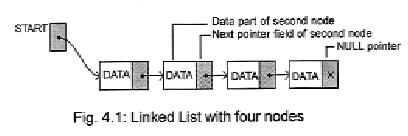 Data part of second node
START
Next pointer field of second node
NULL pointer
DATA DATA DATA DATA X
Fig. 4.1: Linked List with four nodes